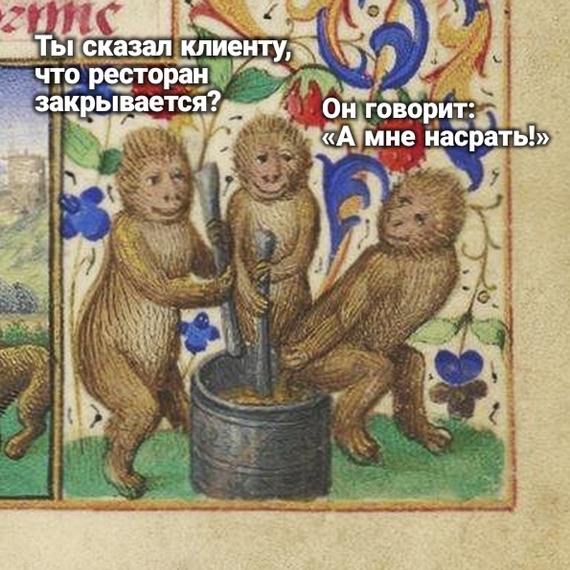 Ты сказал клиенту,
что ресторан
закрывается?
Он говорит:
«А мне насрать!»